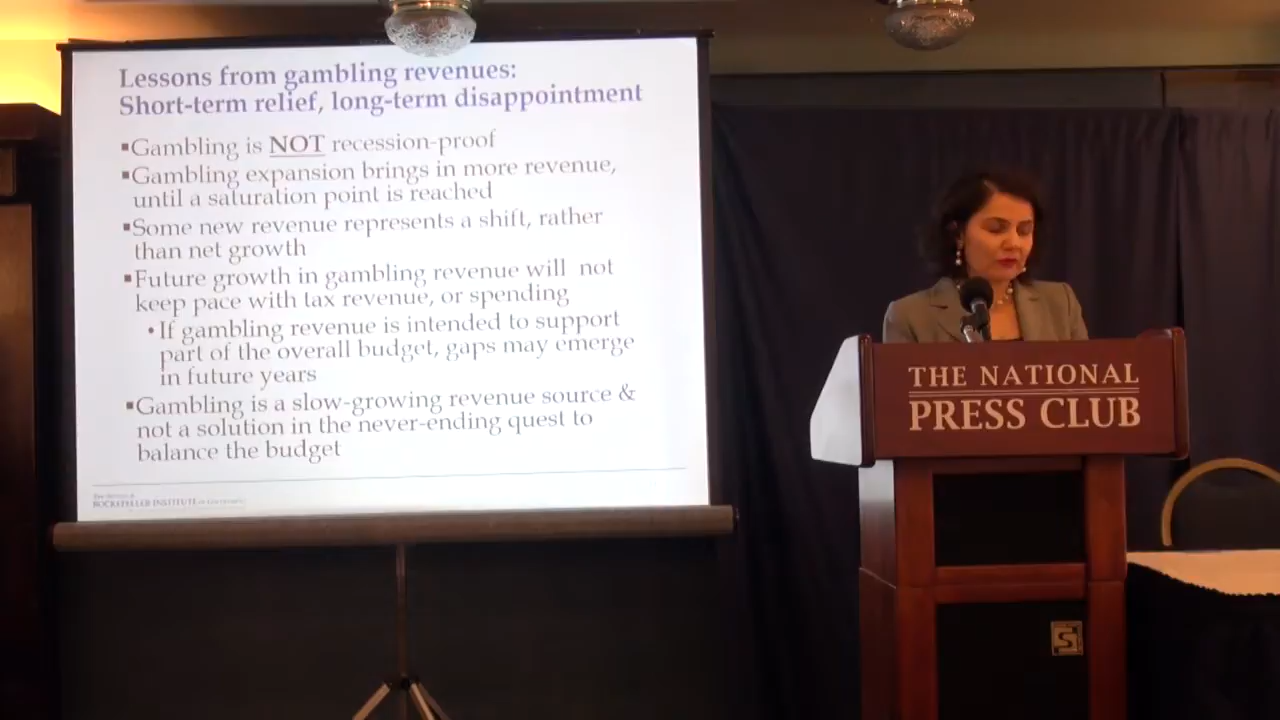 Lessons from gambling revenues:
Short-term relief, long-term disappointment
▪Gambling is NOT recession-proof
▪Gambling expansion brings in more revenue,
until a saturation point is reached
▪Some new revenue represents a shift, rather
than net growth
▪Future growth in gambling revenue will not
keep pace with tax revenue, or spending
•If gambling revenue is intended to support
part of the overall budget, gaps may emerge
in future years
▪Gambling is a slow-growing revenue source &
not a solution in the never-ending quest to
balance the budget
ROCKEFELLER INSTITUTE
THE NATIONAL
PRESS CLUB
S